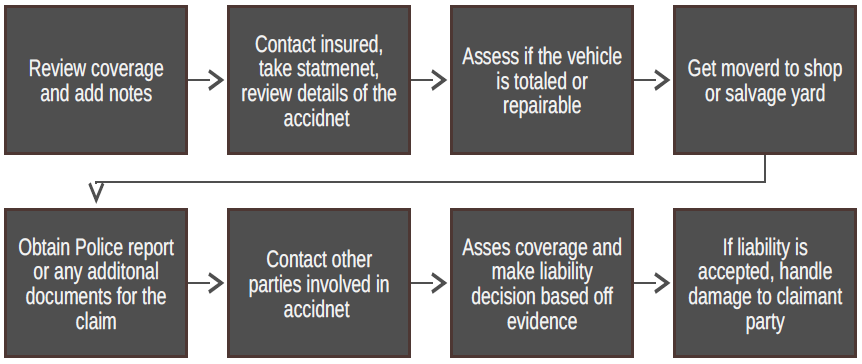 Review coverage
and add notes
Contact insured,
take statmenet,
review details of the
accidnet
Assess if the vehicle
is totaled or
repairable
Get moverd to shop
or salvage yard
Obtain Police report
or any additonal
documents for the
claim
Contact other
parties involved in
accidnet
Asses coverage and
make liability
decision based off
evidence
If liability is
accepted, handle
damage to claimant
party